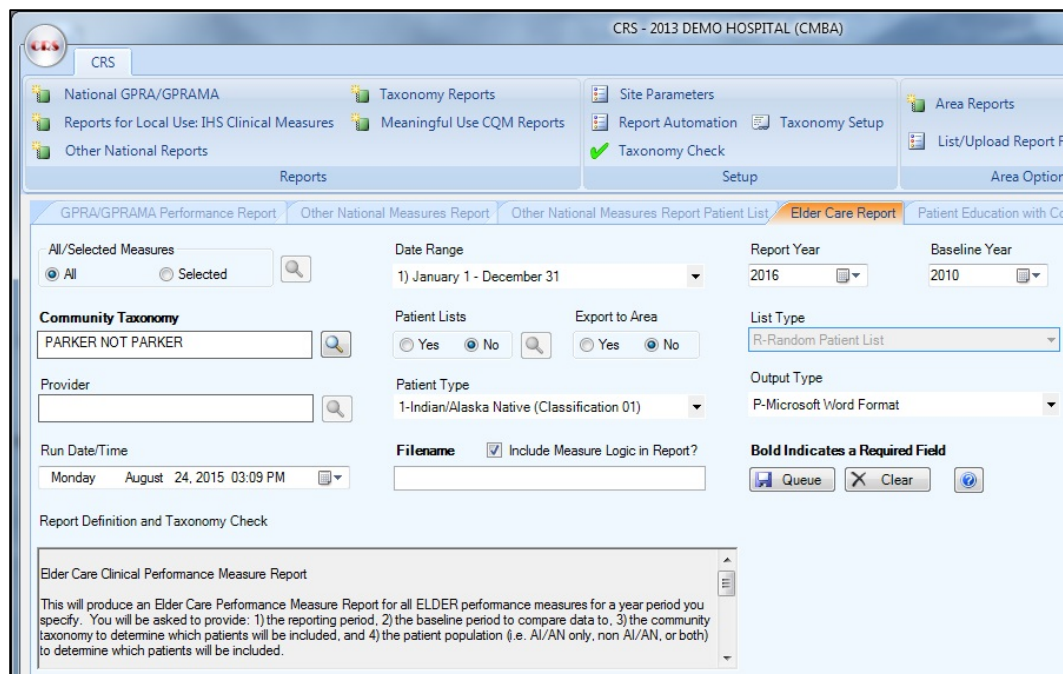 CRS - 2013 DEMO HOSPITAL (CMBA)
CRS
CRS
National GPRA/GPRAMA
Taxonomy Reports
Site Parameters
Area Reports
Reports for Local Use: IHS Clinical Measures
Meaningful Use CQM Reports
Report Automation
Taxonomy Setup
List/Upload Report F
Other National Reports
Taxonomy Check
Reports
Setup
Area Option
GPRA/GPRAMA Performance Report
Other National Measures Report
Other National Measures Report Patient List
Elder Care Report
Patient Education with Co
All/Selected Measures
All
Selected
Date Range
1) January 1 - December 31
Report Year
2016
Baseline Year
2010
Community Taxonomy
PARKER NOT PARKER
Patient Lists
Yes
No
Export to Area
Yes
No
List Type
R-Random Patient List
Provider
Patient Type
1-Indian/Alaska Native (Classification 01)
Output Type
P-Microsoft Word Format
Run Date/Time
Monday August 24, 2015 03:09 PM
Filename
Include Measure Logic in Report?
Bold Indicates a Required Field
Queue
Clear
Report Definition and Taxonomy Check
Elder Care Clinical Performance Measure Report
This will produce an Elder Care Performance Measure Report for all ELDER performance measures for a year period you
specify. You will be asked to provide: 1) the reporting period, 2) the baseline period to compare data to, 3) the community
taxonomy to determine which patients will be included, and 4) the patient population (i.e. AI/AN only, non AI/AN, or both)
to determine which patients will be included.